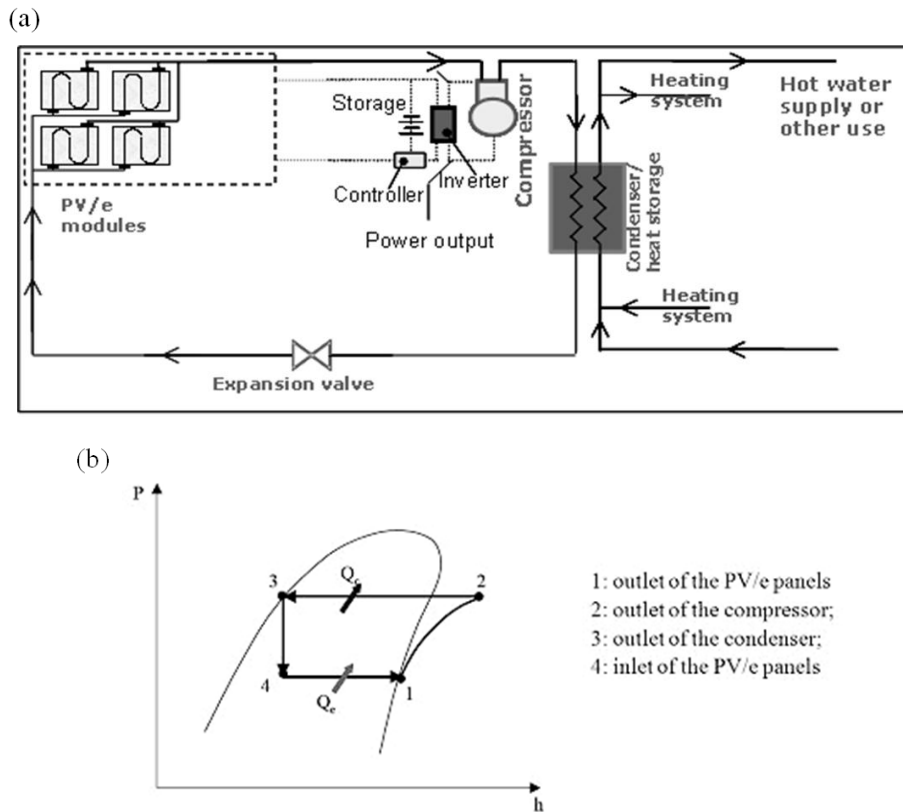 (a)
PV/e
modules
Storage
Controller
Inverter
Power output
Compressor
Condenser/
heat storage
Heating
system
Hot water
supply or
other use
Heating
system
Expansion valve
(b)
P
3
Qc
2
4
Qe
1
h
1: outlet of the PV/e panels
2: outlet of the compressor;
3: outlet of the condenser;
4: inlet of the PV/e panels